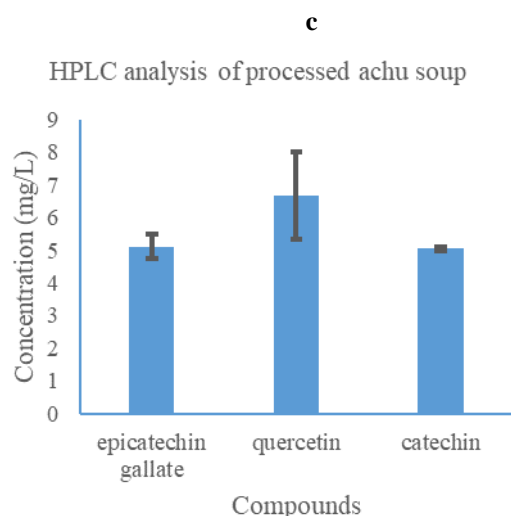 c
HPLC analysis of processed achu soup
9
8
7
6
5
4
3
2
1
0
Concentration (mg/L)
epicatechin
gallate
quercetin
catechin
Compounds